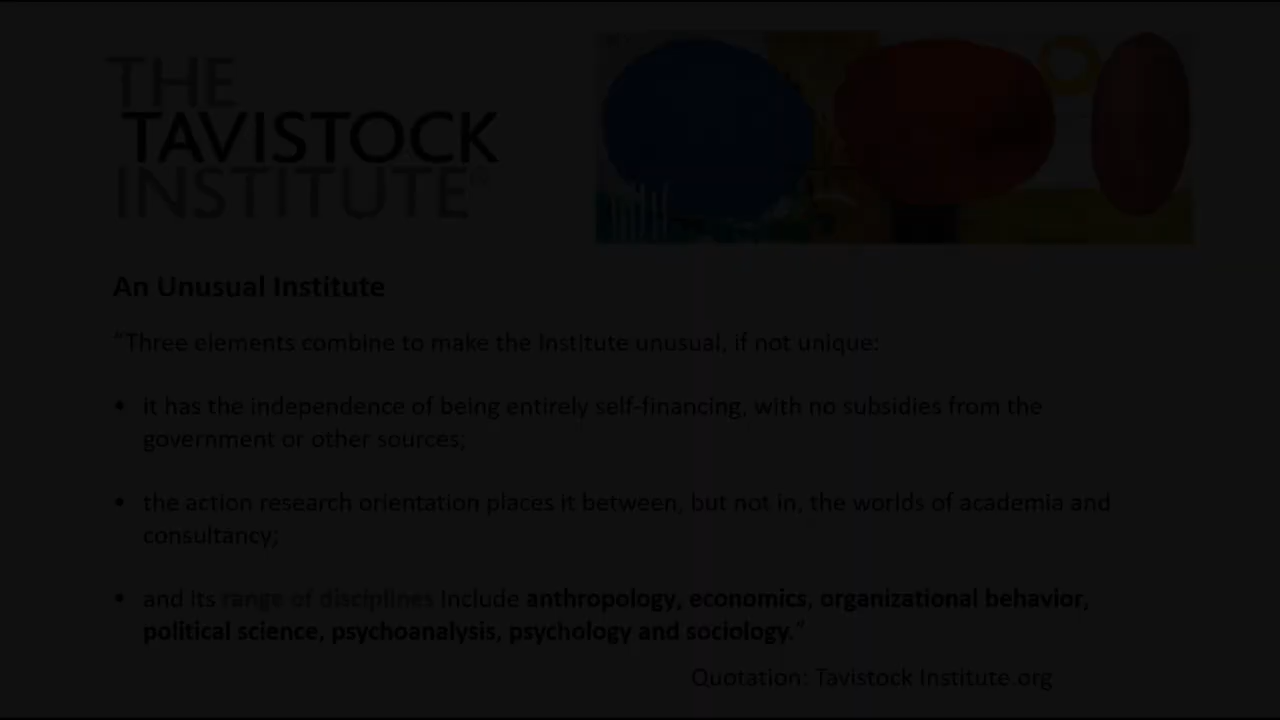 THE
TAVISTOCK
INSTITUTE®
An Unusual Institute
“Three elements combine to make the Institute unusual, if not unique:
• it has the independence of being entirely self-financing, with no subsidies from the
government or other sources;
• the action research orientation places it between, but not in, the worlds of academia and
consultancy;
• and its range of disciplines include anthropology, economics, organizational behavior,
political science, psychoanalysis, psychology and sociology.“
Quotation: Tavistock Institute.org